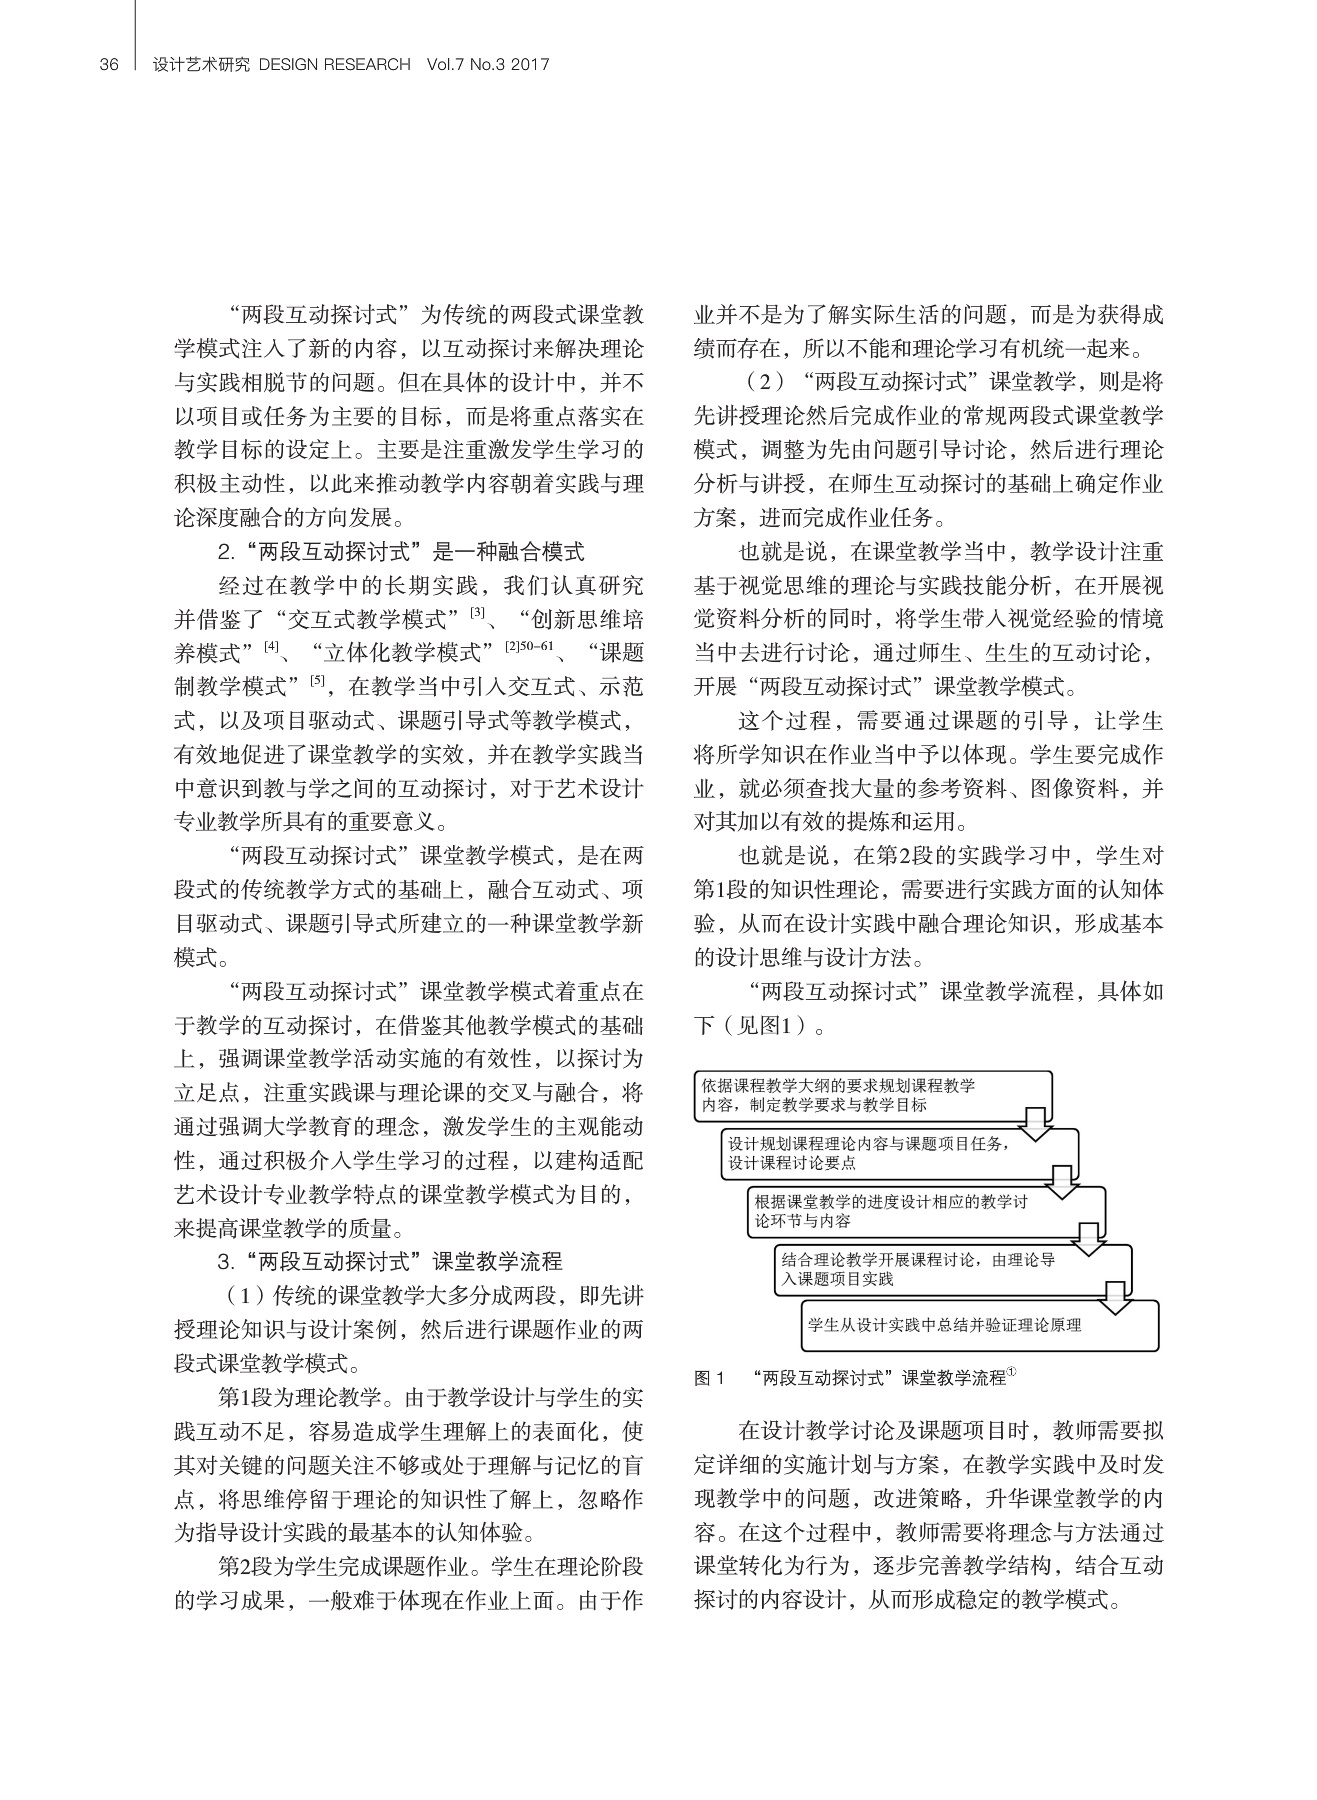 36 设计艺术研究 DESIGN RESEARCH Vol.7 No.3 2017
“两段互动探讨式”为传统的两段式课堂教
学模式注入了新的内容，以互动探讨来解决理论
与实践相脱节的问题。但在具体的设计中，并不
以项目或任务为主要的目标，而是将重点落实在
教学目标的设定上。主要是注重激发学生学习的
积极主动性，以此来推动教学内容朝着实践与理
论深度融合的方向发展。
2.“两段互动探讨式”是一种融合模式
经过在教学中的长期实践，我们认真研究
并借鉴了“交互式教学模式”[3]、“创新思维培
养模式”[4]、“立体化教学模式”[2]50-61、“课题
制教学模式”[5]，在教学当中引入交互式、示范
式，以及项目驱动式、课题引导式等教学模式，
有效地促进了课堂教学的实效，并在教学实践当
中意识到教与学之间的互动探讨，对于艺术设计
专业教学所具有的重要意义。
“两段互动探讨式”课堂教学模式，是在两
段式的传统教学方式的基础上，融合互动式、项
目驱动式、课题引导式所建立的一种课堂教学新
模式。
“两段互动探讨式”课堂教学模式着重点在
于教学的互动探讨，在借鉴其他教学模式的基础
上，强调课堂教学活动实施的有效性，以探讨为
立足点，注重实践课与理论课的交叉与融合，将
通过强调大学教育的理念，激发学生的主观能动
性，通过积极介入学生学习的过程，以建构适配
艺术设计专业教学特点的课堂教学模式为目的，
来提高课堂教学的质量。
3.“两段互动探讨式”课堂教学流程
（1）传统的课堂教学大多分成两段，即先讲
授理论知识与设计案例，然后进行课题作业的两
段式课堂教学模式。
第1段为理论教学。由于教学设计与学生的实
践互动不足，容易造成学生理解上的表面化，使
其对关键的问题关注不够或处于理解与记忆的盲
点，将思维停留于理论的知识性了解上，忽略作
为指导设计实践的最基本的认知体验。
第2段为学生完成课题作业。学生在理论阶段
的学习成果，一般难于体现在作业上面。由于作
业并不是为了解实际生活的问题，而是为获得成
绩而存在，所以不能和理论学习有机统一起来。
（2）“两段互动探讨式”课堂教学，则是将
先讲授理论然后完成作业的常规两段式课堂教学
模式，调整为先由问题引导讨论，然后进行理论
分析与讲授，在师生互动探讨的基础上确定作业
方案，进而完成作业任务。
也就是说，在课堂教学当中，教学设计注重
基于视觉思维的理论与实践技能分析，在开展视
觉资料分析的同时，将学生带入视觉经验的情境
当中去进行讨论，通过师生、生生的互动讨论，
开展“两段互动探讨式”课堂教学模式。
这个过程，需要通过课题的引导，让学生
将所学知识在作业当中予以体现。学生要完成作
业，就必须查找大量的参考资料、图像资料，并
对其加以有效的提炼和运用。
也就是说，在第2段的实践学习中，学生对
第1段的知识性理论，需要进行实践方面的认知体
验，从而在设计实践中融合理论知识，形成基本
的设计思维与设计方法。
“两段互动探讨式”课堂教学流程，具体如
下（见图1）。
依据课程教学大纲的要求规划课程教学
内容，制定教学要求与教学目标
设计规划课程理论内容与课题项目任务，
设计课程讨论要点
根据课堂教学的进度设计相应的教学讨
论环节与内容
结合理论教学开展课程讨论，由理论导
入课题项目实践
学生从设计实践中总结并验证理论原理
图 1 “两段互动探讨式”课堂教学流程①
在设计教学讨论及课题项目时，教师需要拟
定详细的实施计划与方案，在教学实践中及时发
现教学中的问题，改进策略，升华课堂教学的内
容。在这个过程中，教师需要将理念与方法通过
课堂转化为行为，逐步完善教学结构，结合互动
探讨的内容设计，从而形成稳定的教学模式。